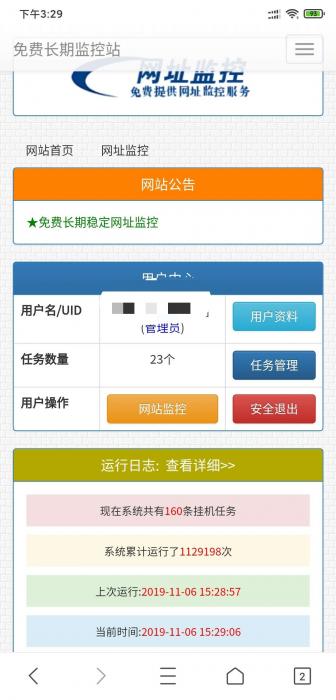 下午3:29
93
免费长期监控站
网址监控
免费提供网址监控服务
网站首页 网址监控
网站公告
★免费长期稳定网址监控
用户中心
用户名/UID
(管理员)
用户资料
任务数量 23个 任务管理
用户操作 网站监控 安全退出
运行日志: 查看详细>>
现在系统共有160条挂机任务
系统累计运行了1129198次
上次运行:2019-11-06 15:28:57
当前时间:2019-11-06 15:29:06
2